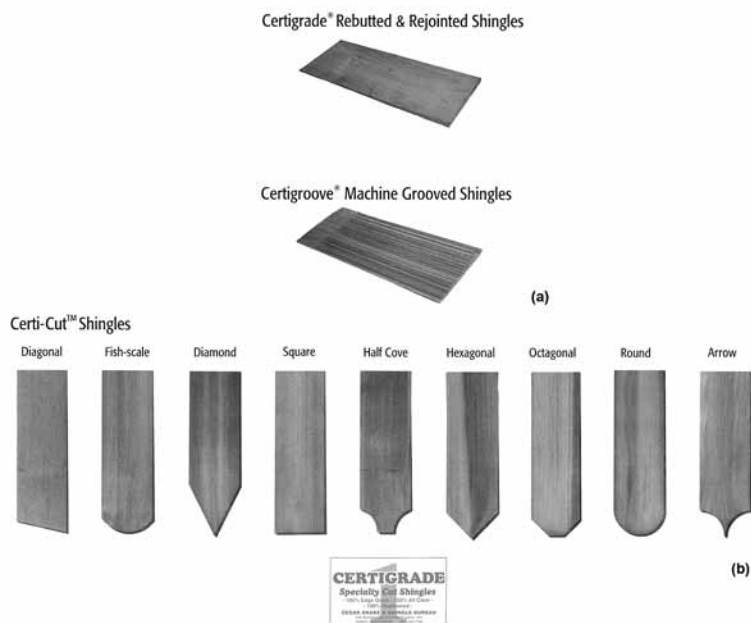 Certigrade® Rebutted & Rejointed Shingles
Certigroove® Machine Grooved Shingles
(a)
Certi-Cut™ Shingles
Diagonal Fish-scale Diamond Square Half Cove Hexagonal Octagonal Round Arrow
(b)
CERTIGRADE
Specialty Cut Shingles
CEDAR SHAKE & SHINGLE BUREAU